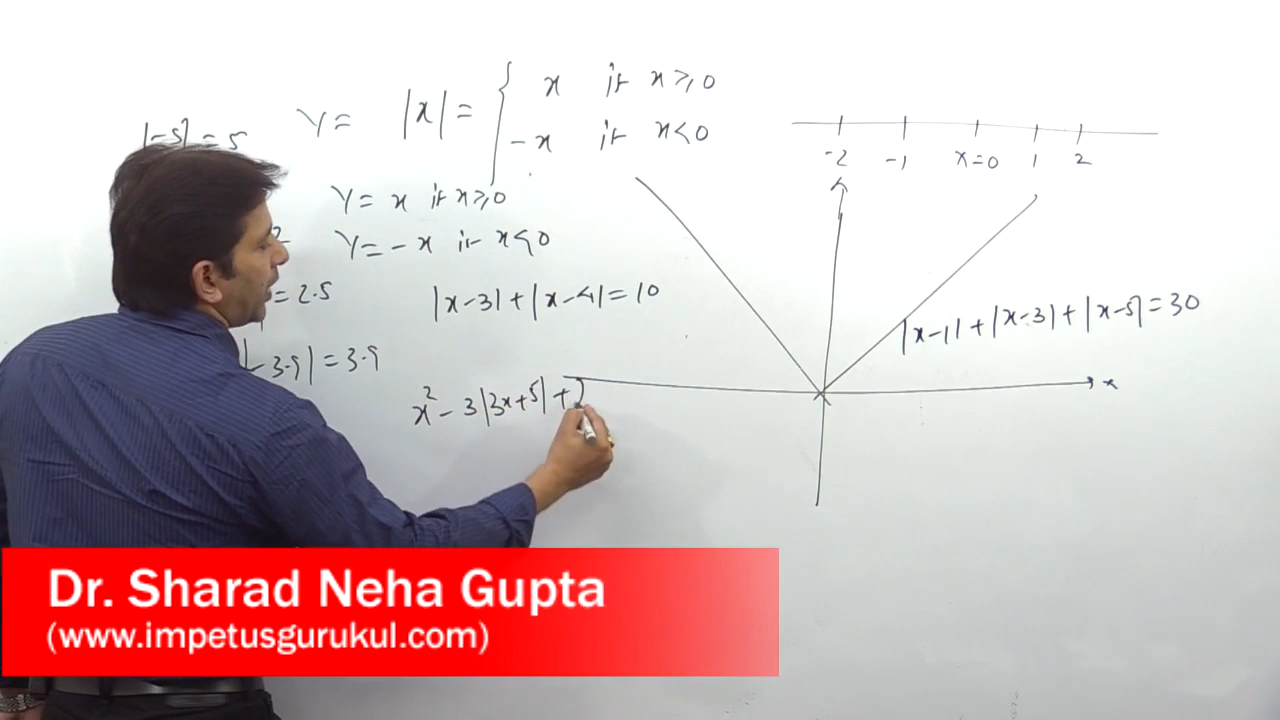 |-5| = 5
Y = |x| = { x if x ≥ 0
-x if x < 0
Y = x if x ≥ 0
Y = -x if x < 0
= 2.5
|x-3| + |x-4| = 10
3.9| = 3.9
x² - 3|3x+5| +
-2 -1 x=0 1 2
|x-1| + |x-3| + |x-5| = 30
x
Dr. Sharad Neha Gupta
(www.impetusgurukul.com)